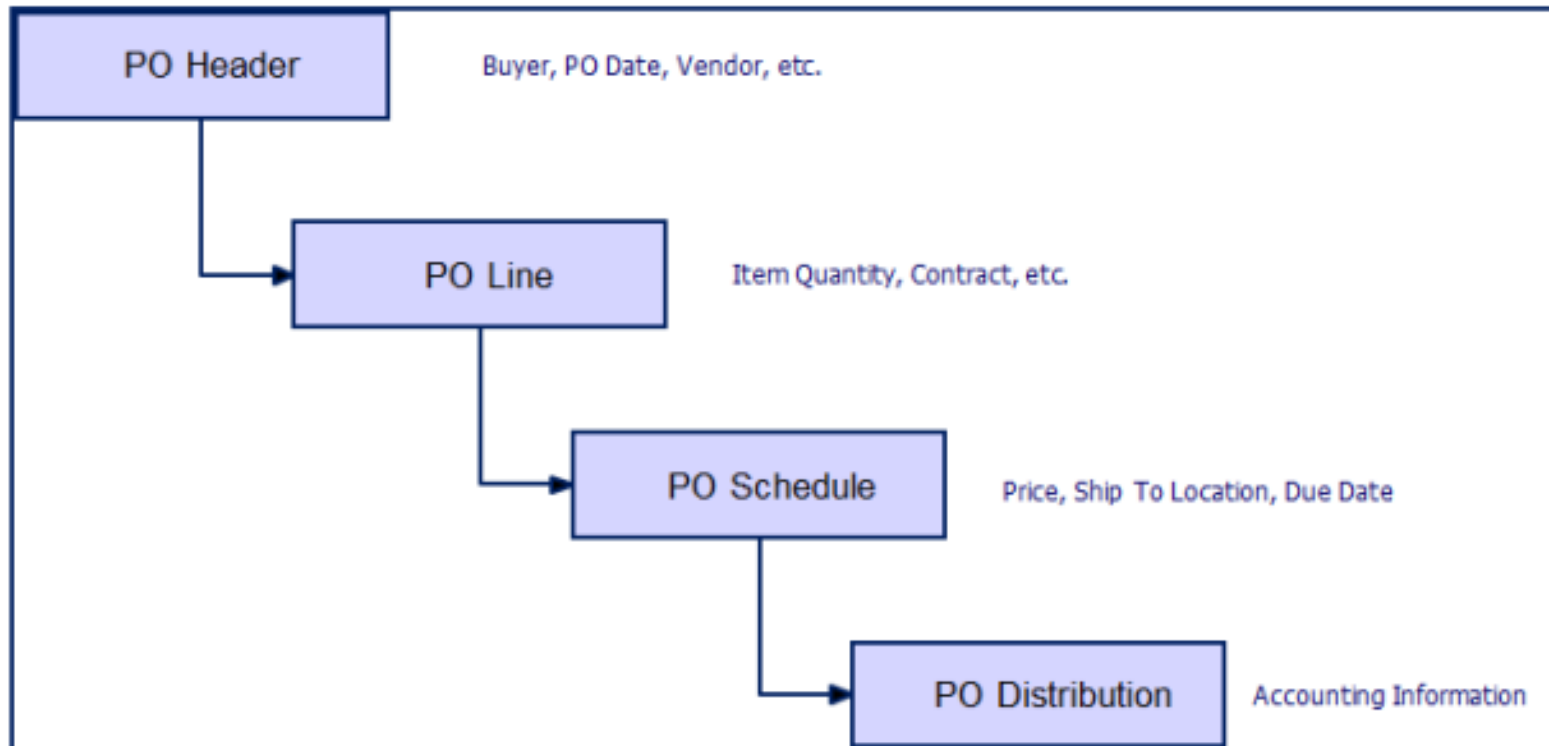 PO Header
Buyer, PO Date, Vendor, etc.
PO Line
Item Quantity, Contract, etc.
PO Schedule
Price, Ship To Location, Due Date
PO Distribution
Accounting Information